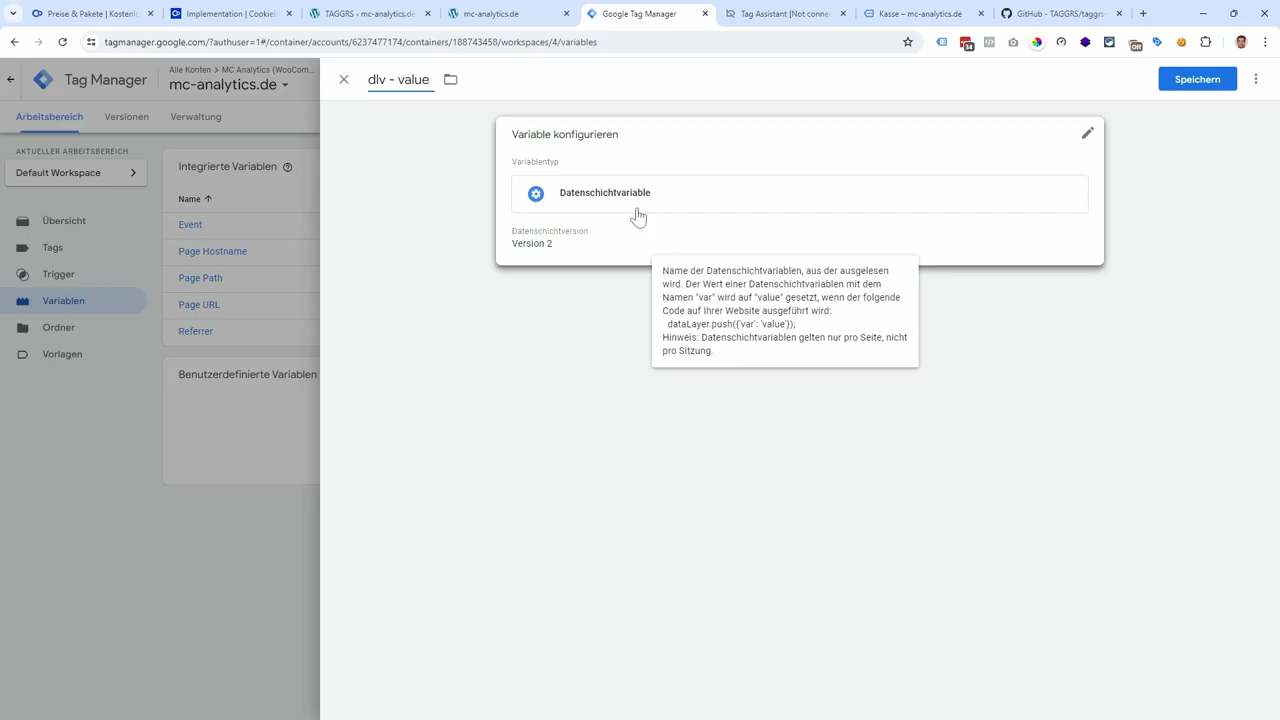 Preise & Pakete | Kostenl
Implementation | Cookieb
TAGGRS ‹ mc-analytics.de
mc-analytics.de
Google Tag Manager
Tag Assistant [Not conne
Kasse – mc-analytics.de
GitHub - TAGGRS/taggrs-
tagmanager.google.com/?authuser=1#/container/accounts/6237477174/containers/188743458/workspaces/4/variables
14
Off
Tag Manager
Alle Konten > MC Analytics (WooCom...
mc-analytics.de
dlv - value
Speichern
Arbeitsbereich
Versionen
Verwaltung
AKTUELLER ARBEITSBEREICH
Default Workspace
Übersicht
Tags
Trigger
Variablen
Ordner
Vorlagen
Integrierte Variablen
Name
Event
Page Hostname
Page Path
Page URL
Referrer
Benutzerdefinierte Variablen
Variable konfigurieren
Variablentyp
Datenschichtvariable
Datenschichtversion
Version 2
Name der Datenschichtvariablen, aus der ausgelesen
wird. Der Wert einer Datenschichtvariablen mit dem
Namen "var" wird auf "value" gesetzt, wenn der folgende
Code auf Ihrer Website ausgeführt wird:
dataLayer.push({'var': 'value'});
Hinweis: Datenschichtvariablen gelten nur pro Seite, nicht
pro Sitzung.